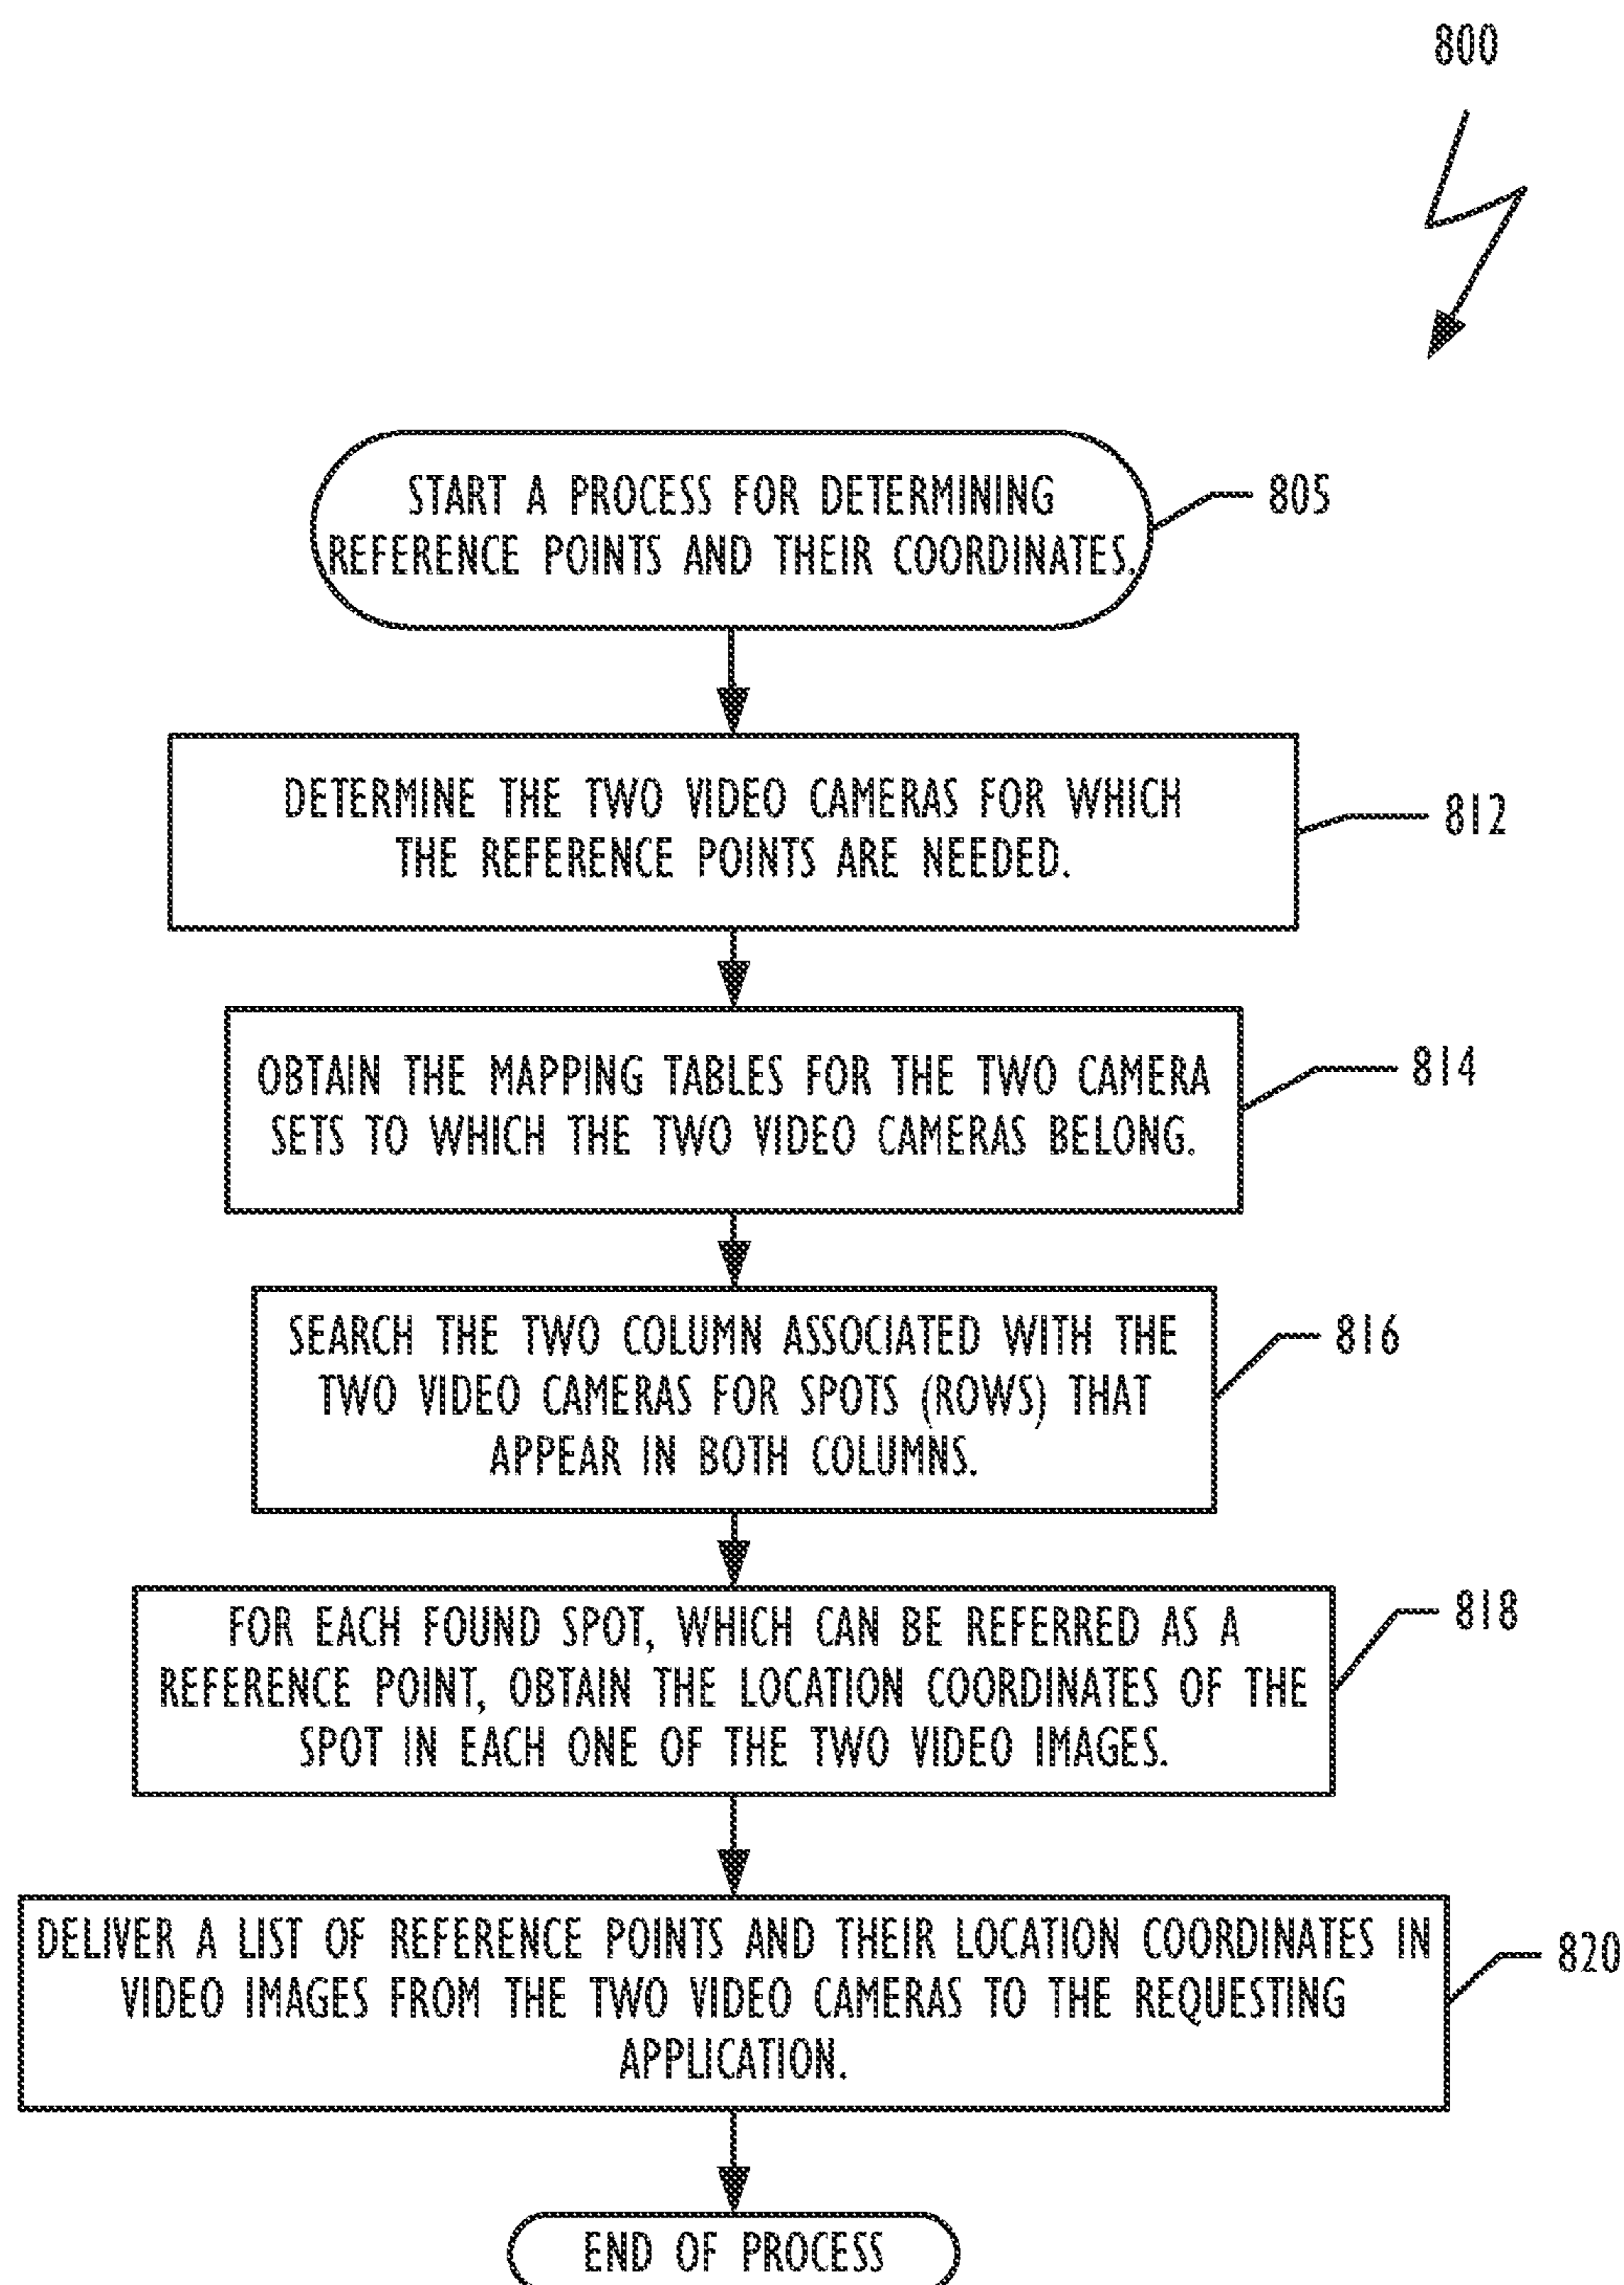 800
START A PROCESS FOR DETERMINING
REFERENCE POINTS AND THEIR COORDINATES.
805
DETERMINE THE TWO VIDEO CAMERAS FOR WHICH
THE REFERENCE POINTS ARE NEEDED.
812
OBTAIN THE MAPPING TABLES FOR THE TWO CAMERA
SETS TO WHICH THE TWO VIDEO CAMERAS BELONG.
814
SEARCH THE TWO COLUMN ASSOCIATED WITH THE
TWO VIDEO CAMERAS FOR SPOTS (ROWS) THAT
APPEAR IN BOTH COLUMNS.
816
FOR EACH FOUND SPOT, WHICH CAN BE REFERRED AS A
REFERENCE POINT, OBTAIN THE LOCATION COORDINATES OF THE
SPOT IN EACH ONE OF THE TWO VIDEO IMAGES.
818
DELIVER A LIST OF REFERENCE POINTS AND THEIR LOCATION COORDINATES IN
VIDEO IMAGES FROM THE TWO VIDEO CAMERAS TO THE REQUESTING
APPLICATION.
820
END OF PROCESS